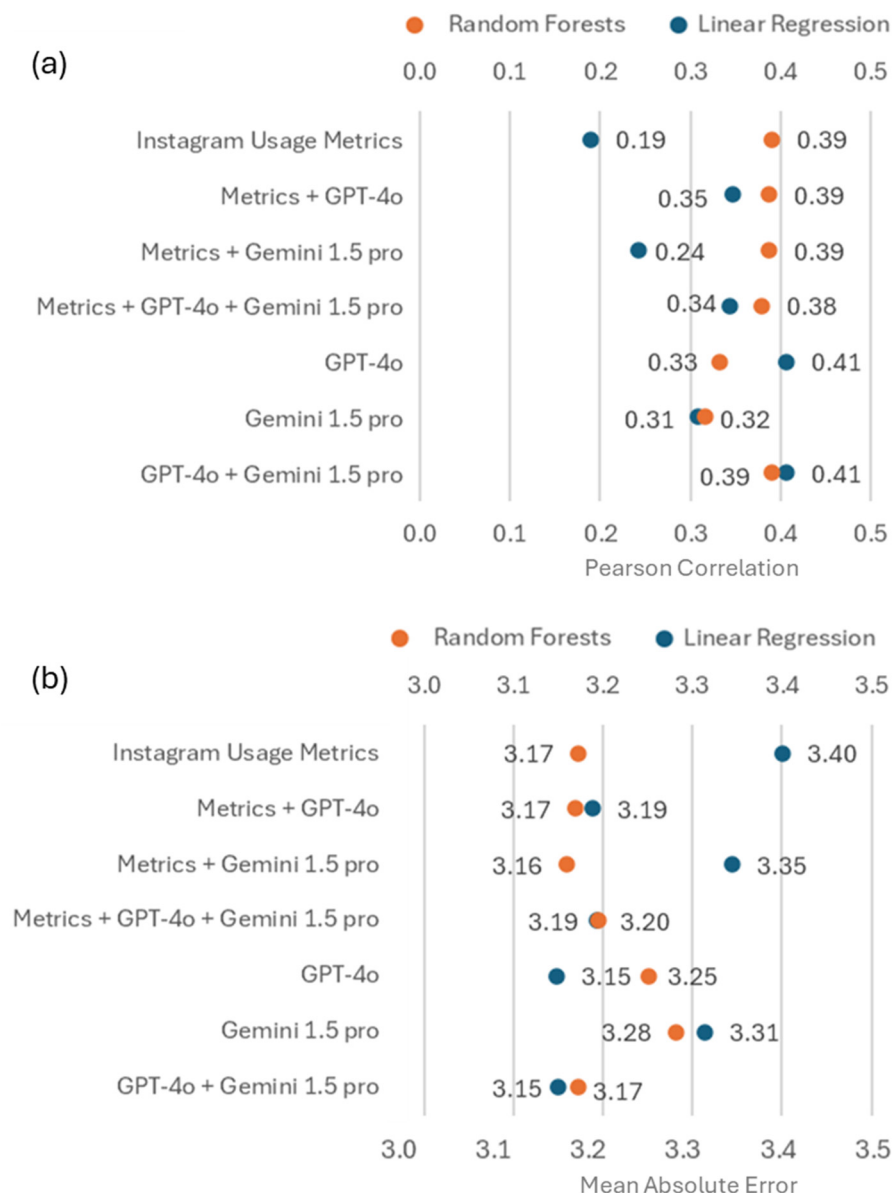 Random Forests Linear Regression
(a)
0.0 0.1 0.2 0.3 0.4 0.5
Instagram Usage Metrics 0.19 0.39
Metrics + GPT-4o 0.35 0.39
Metrics + Gemini 1.5 pro 0.24 0.39
Metrics + GPT-4o + Gemini 1.5 pro 0.34 0.38
GPT-4o 0.33 0.41
Gemini 1.5 pro 0.31 0.32
GPT-4o + Gemini 1.5 pro 0.39 0.41
0.0 0.1 0.2 0.3 0.4 0.5
Pearson Correlation
Random Forests Linear Regression
(b)
3.0 3.1 3.2 3.3 3.4 3.5
Instagram Usage Metrics 3.17 3.40
Metrics + GPT-4o 3.17 3.19
Metrics + Gemini 1.5 pro 3.16 3.35
Metrics + GPT-4o + Gemini 1.5 pro 3.19 3.20
GPT-4o 3.15 3.25
Gemini 1.5 pro 3.28 3.31
GPT-4o + Gemini 1.5 pro 3.15 3.17
3.0 3.1 3.2 3.3 3.4 3.5
Mean Absolute Error